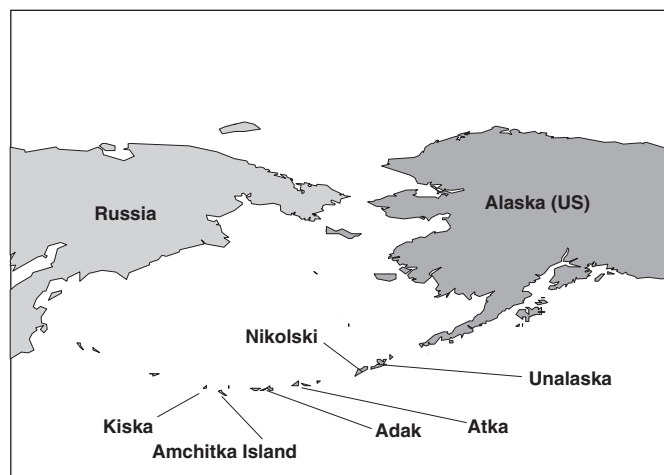 Russia
Alaska (US)
Nikolski
Unalaska
Kiska
Adak
Atka
Amchitka Island